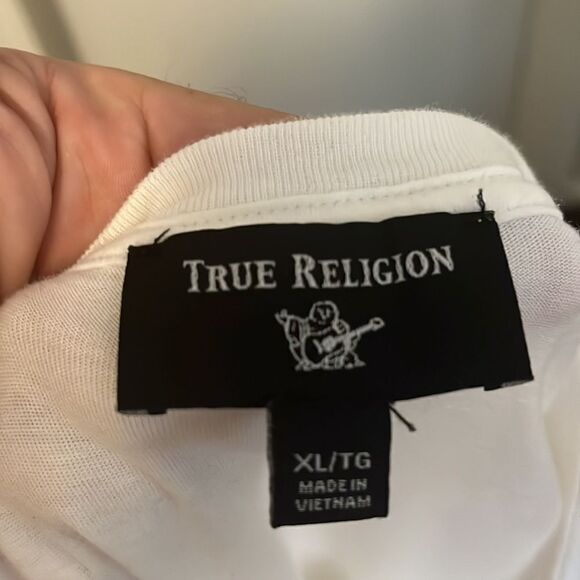 TRUE RELIGION
XL/TG
MADE IN
VIETNAM